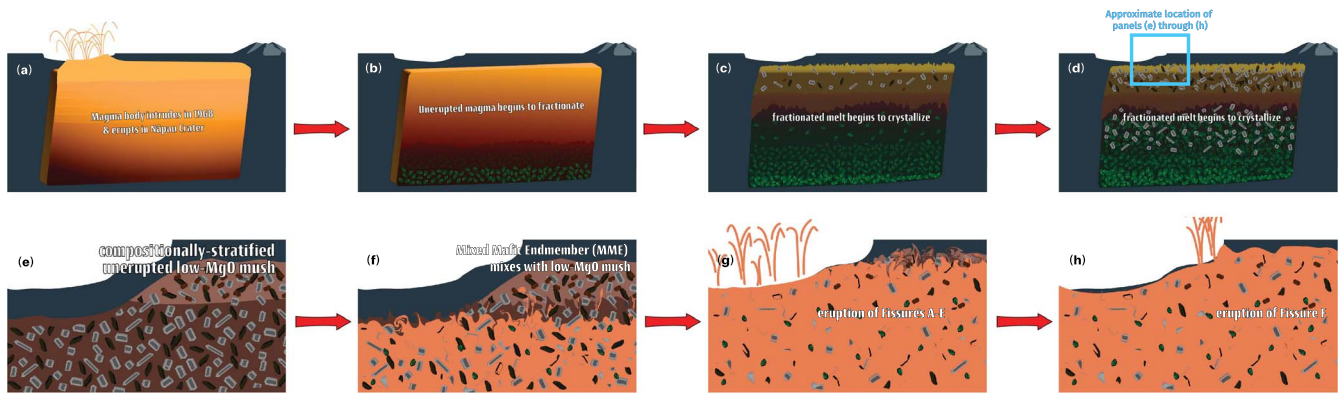 Approximate location of
panels (e) through (h)
(a)
Magma body intrudes in 1968
& erupts in Napau Crater
(b)
Unerupted magma begins to fractionate
(c)
fractionated melt begins to crystallize
(d)
fractionated melt begins to crystallize
(e)
compositionally-stratified
unerupted low-MgO mush
(f)
Mixed Mafic Endmember (MME)
mixes with low-MgO mush
(g)
eruption of Fissures A-E
(h)
eruption of Fissure F